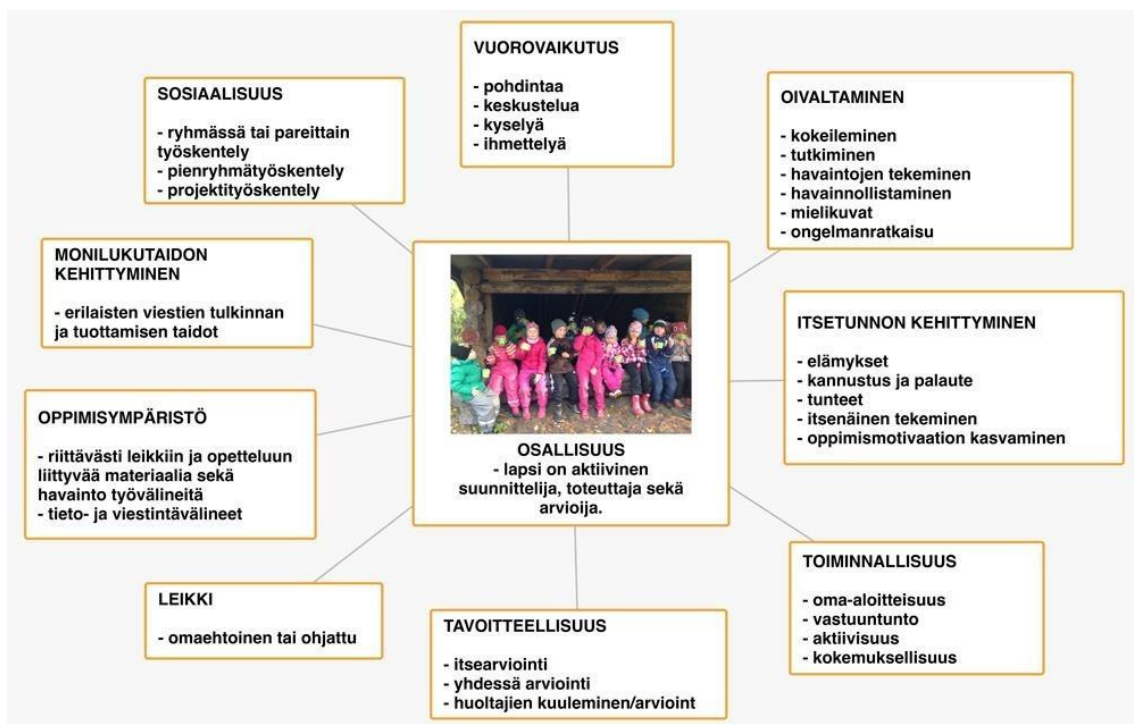 VUOROVAIKUTUS
- pohdintaa
- keskustelua
- kyselyä
- ihmettelyä
SOSIAALISUUS
- ryhmässä tai pareittain
työskentely
- pienryhmätyöskentely
- projektityöskentely
OIVALTAMINEN
- kokeileminen
- tutkiminen
- havaintojen tekeminen
- havainnollistaminen
- mielikuvat
- ongelmanratkaisu
MONILUKUTAIDON
KEHITTYMINEN
- erilaisten viestien tulkinnan
ja tuottamisen taidot
ITSETUNNON KEHITTYMINEN
- elämykset
- kannustus ja palaute
- tunteet
- itsenäinen tekeminen
- oppimismotivaation kasvaminen
OPPIMISYMPÄRISTÖ
- riittävästi leikkiin ja opetteluun
liittyvää materiaalia sekä
havainto työvälineitä
- tieto- ja viestintävälineet
OSALLISUUS
- lapsi on aktiivinen
suunnittelija, toteuttaja sekä
arvioija.
TOIMINNALLISUUS
- oma-aloitteisuus
- vastuuntunto
- aktiivisuus
- kokemuksellisuus
LEIKKI
- omaehtoinen tai ohjattu
TAVOITTEELLISUUS
- itsearviointi
- yhdessä arviointi
- huoltajien kuuleminen/arvioint